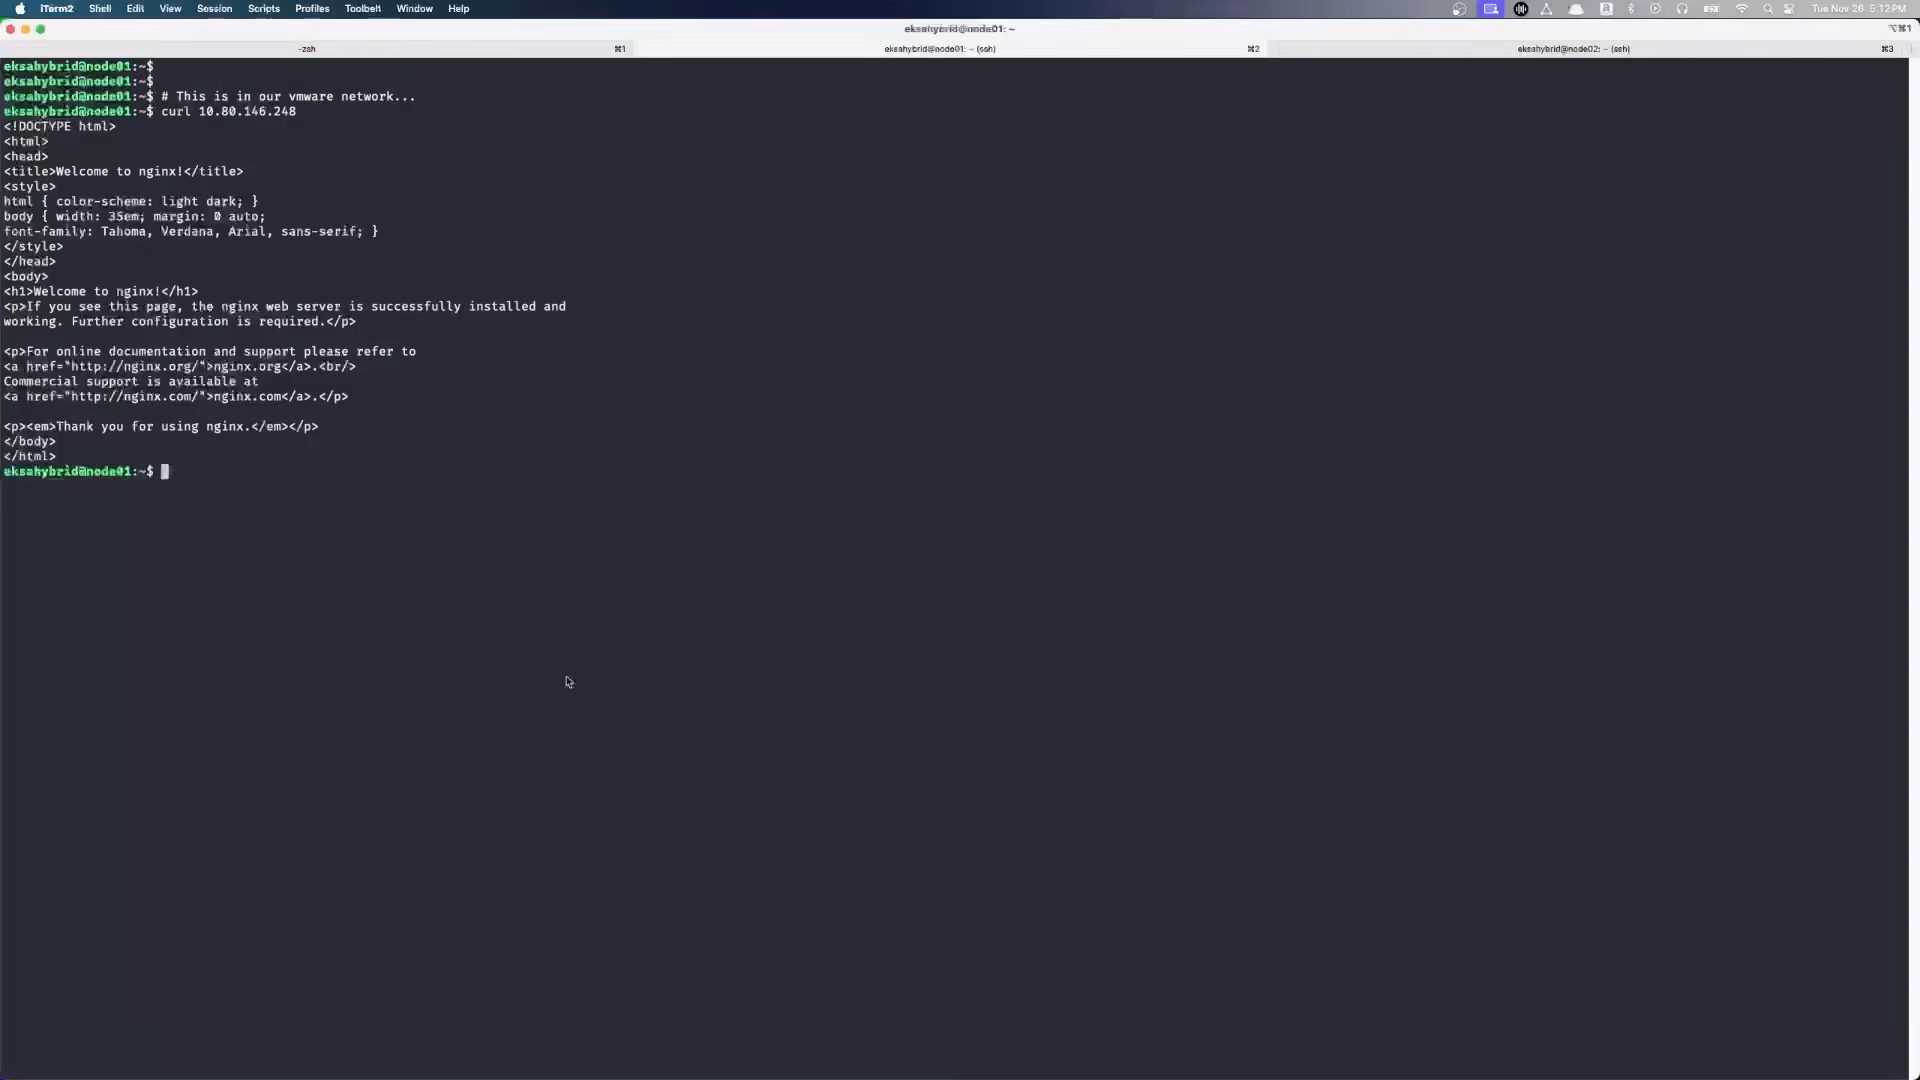 iTerm2 Shell Edit View Session Scripts Profiles Toolbelt Window Help Tue Nov 26 5:12 PM
eksahybrid@node01: ~ ⌥⌘1
-zsh ⌘1 eksahybrid@node01: ~ (ssh) ⌘2 eksahybrid@node02: ~ (ssh) ⌘3
eksahybrid@node01:~$
eksahybrid@node01:~$
eksahybrid@node01:~$ # This is in our vmware network...
eksahybrid@node01:~$ curl 10.80.146.248
<!DOCTYPE html>
<html>
<head>
<title>Welcome to nginx!</title>
<style>
html { color-scheme: light dark; }
body { width: 35em; margin: 0 auto;
font-family: Tahoma, Verdana, Arial, sans-serif; }
</style>
</head>
<body>
<h1>Welcome to nginx!</h1>
<p>If you see this page, the nginx web server is successfully installed and
working. Further configuration is required.</p>
<p>For online documentation and support please refer to
<a href="http://nginx.org/">nginx.org</a>.<br/>
Commercial support is available at
<a href="http://nginx.com/">nginx.com</a>.</p>
<p><em>Thank you for using nginx.</em></p>
</body>
</html>
eksahybrid@node01:~$